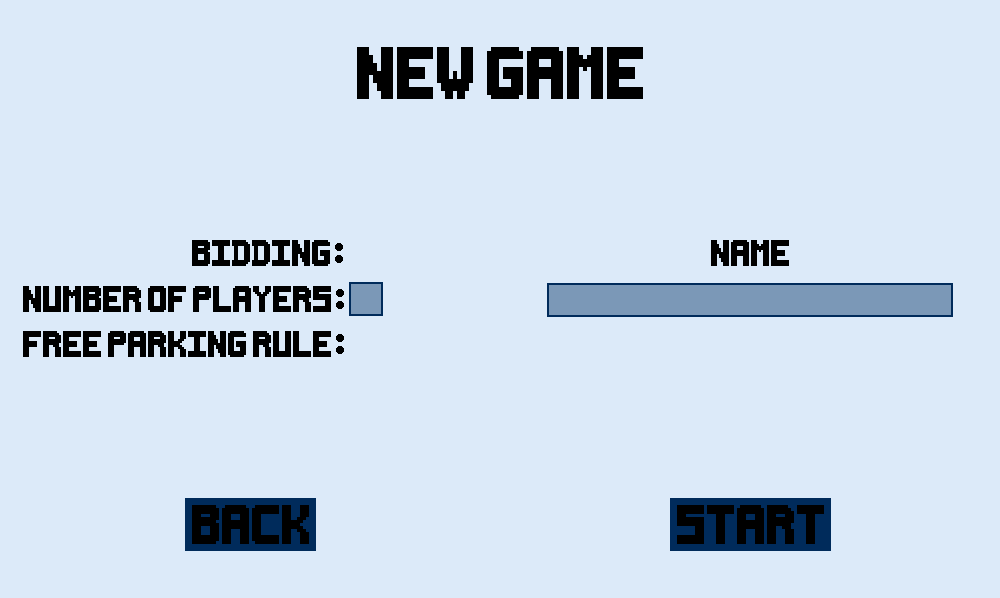 NEW GAME
BIDDING:
NAME
NUMBER OF PLAYERS:
FREE PARKING RULE:
BACK
START